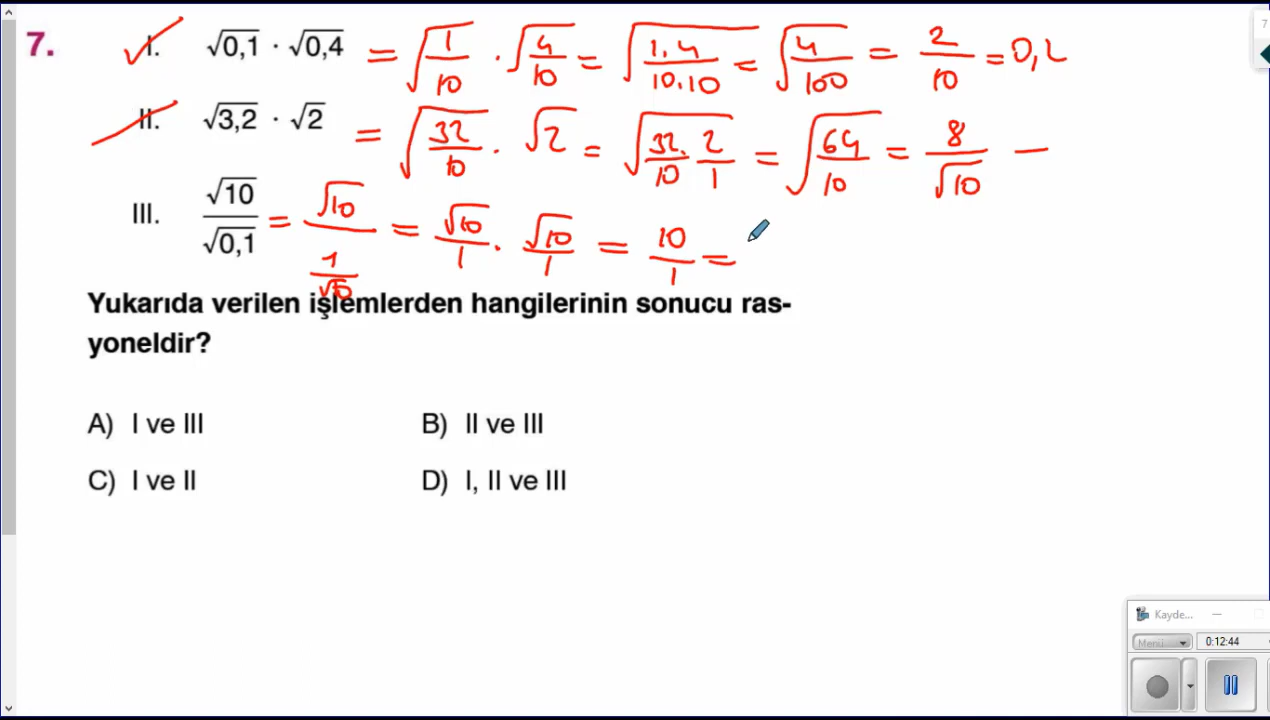 7.
I. √0,1 · √0,4 = √1/10 · √4/10 = √1.4/10.10 = √4/100 = 2/10 = 0,2
II. √3,2 · √2 = √32/10 · √2 = √32/10 · 2/1 = √64/10 = 8/√10 —
III. √10/√0,1 = √10/(1/√10) = √10/1 · √10/1 = 10/1 =
Yukarıda verilen işlemlerden hangilerinin sonucu ras-
yoneldir?
A) I ve III B) II ve III
C) I ve II D) I, II ve III
7
Kayde...
Menü
0:12:44